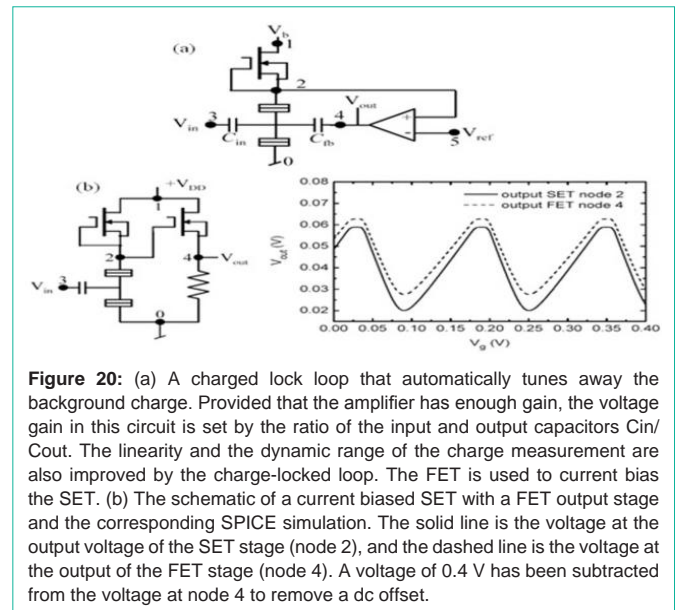 (a)
V_b
1
2
V_in
3
C_in
C_fb
4
V_out
+
-
V_ref
5
0
(b)
+V_DD
1
2
4
V_out
V_in
3
0
0.08
0.07
0.06
0.05
0.04
0.03
0.02
V_out (V)
output SET node 2
output FET node 4
0.00 0.05 0.10 0.15 0.20 0.25 0.30 0.35 0.40
V_g (V)
Figure 20: (a) A charged lock loop that automatically tunes away the
background charge. Provided that the amplifier has enough gain, the voltage
gain in this circuit is set by the ratio of the input and output capacitors Cin/
Cout. The linearity and the dynamic range of the charge measurement are
also improved by the charge-locked loop. The FET is used to current bias
the SET. (b) The schematic of a current biased SET with a FET output stage
and the corresponding SPICE simulation. The solid line is the voltage at the
output voltage of the SET stage (node 2), and the dashed line is the voltage at
the output of the FET stage (node 4). A voltage of 0.4 V has been subtracted
from the voltage at node 4 to remove a dc offset.